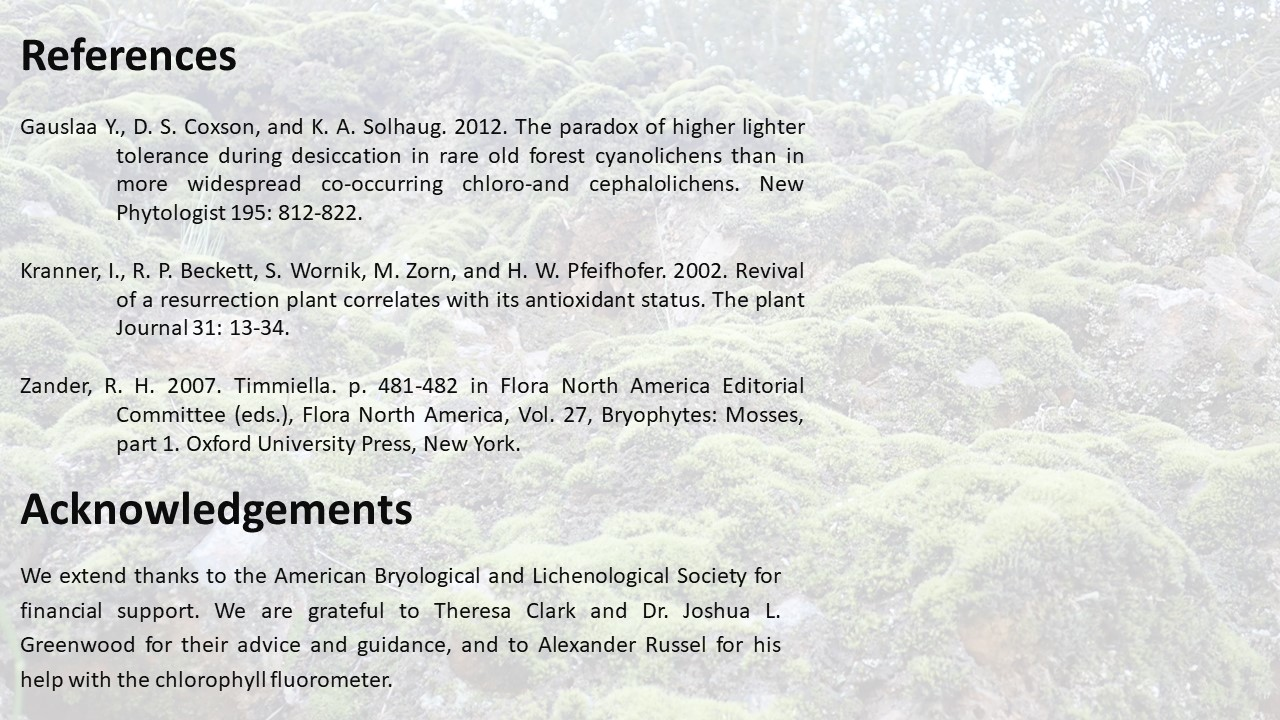 References
Gauslaa Y., D. S. Coxson, and K. A. Solhaug. 2012. The paradox of higher lighter
tolerance during desiccation in rare old forest cyanolichens than in
more widespread co-occurring chloro-and cephalolichens. New
Phytologist 195: 812-822.
Kranner, I., R. P. Beckett, S. Wornik, M. Zorn, and H. W. Pfeifhofer. 2002. Revival
of a resurrection plant correlates with its antioxidant status. The plant
Journal 31: 13-34.
Zander, R. H. 2007. Timmiella. p. 481-482 in Flora North America Editorial
Committee (eds.), Flora North America, Vol. 27, Bryophytes: Mosses,
part 1. Oxford University Press, New York.
Acknowledgements
We extend thanks to the American Bryological and Lichenological Society for
financial support. We are grateful to Theresa Clark and Dr. Joshua L.
Greenwood for their advice and guidance, and to Alexander Russel for his
help with the chlorophyll fluorometer.